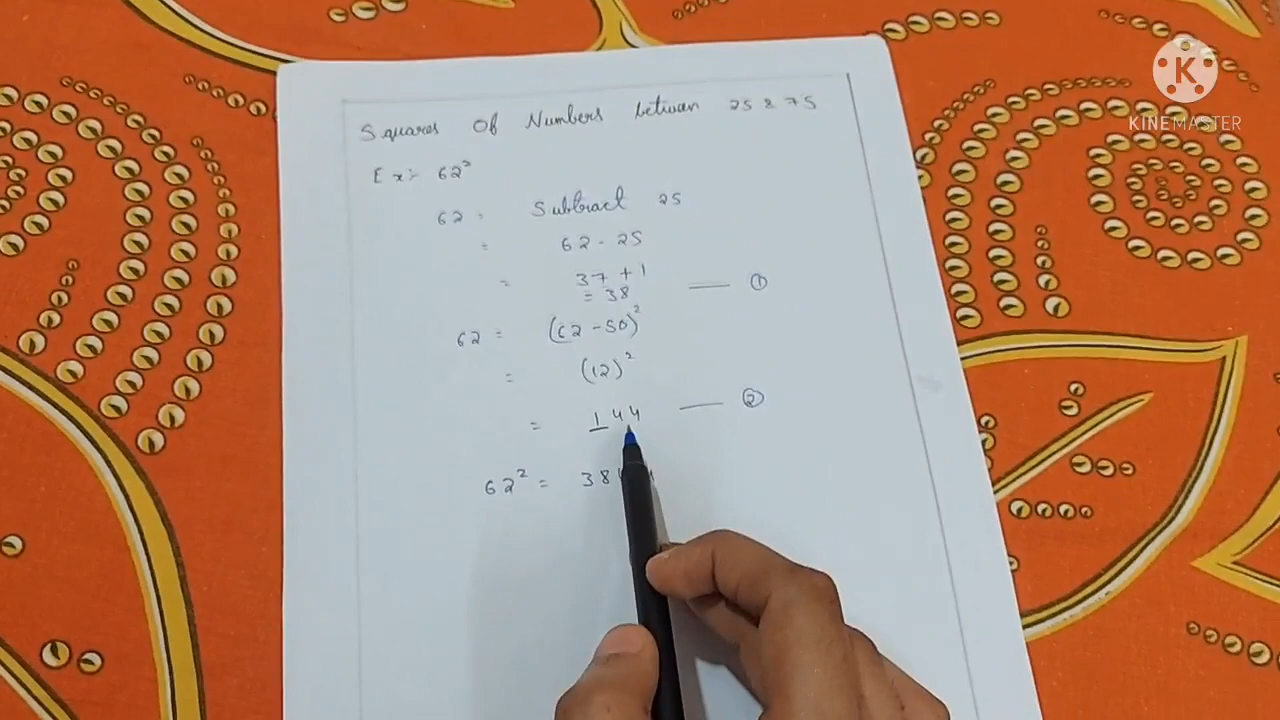 Squares Of Numbers between 25 & 75
Ex:- 62²
62 = Subtract 25
= 62 - 25
= 37 + 1 —— ①
= 38
62 = (62 - 50)²
= (12)²
= 144 —— ②
62² = 38
K
KINEMASTER